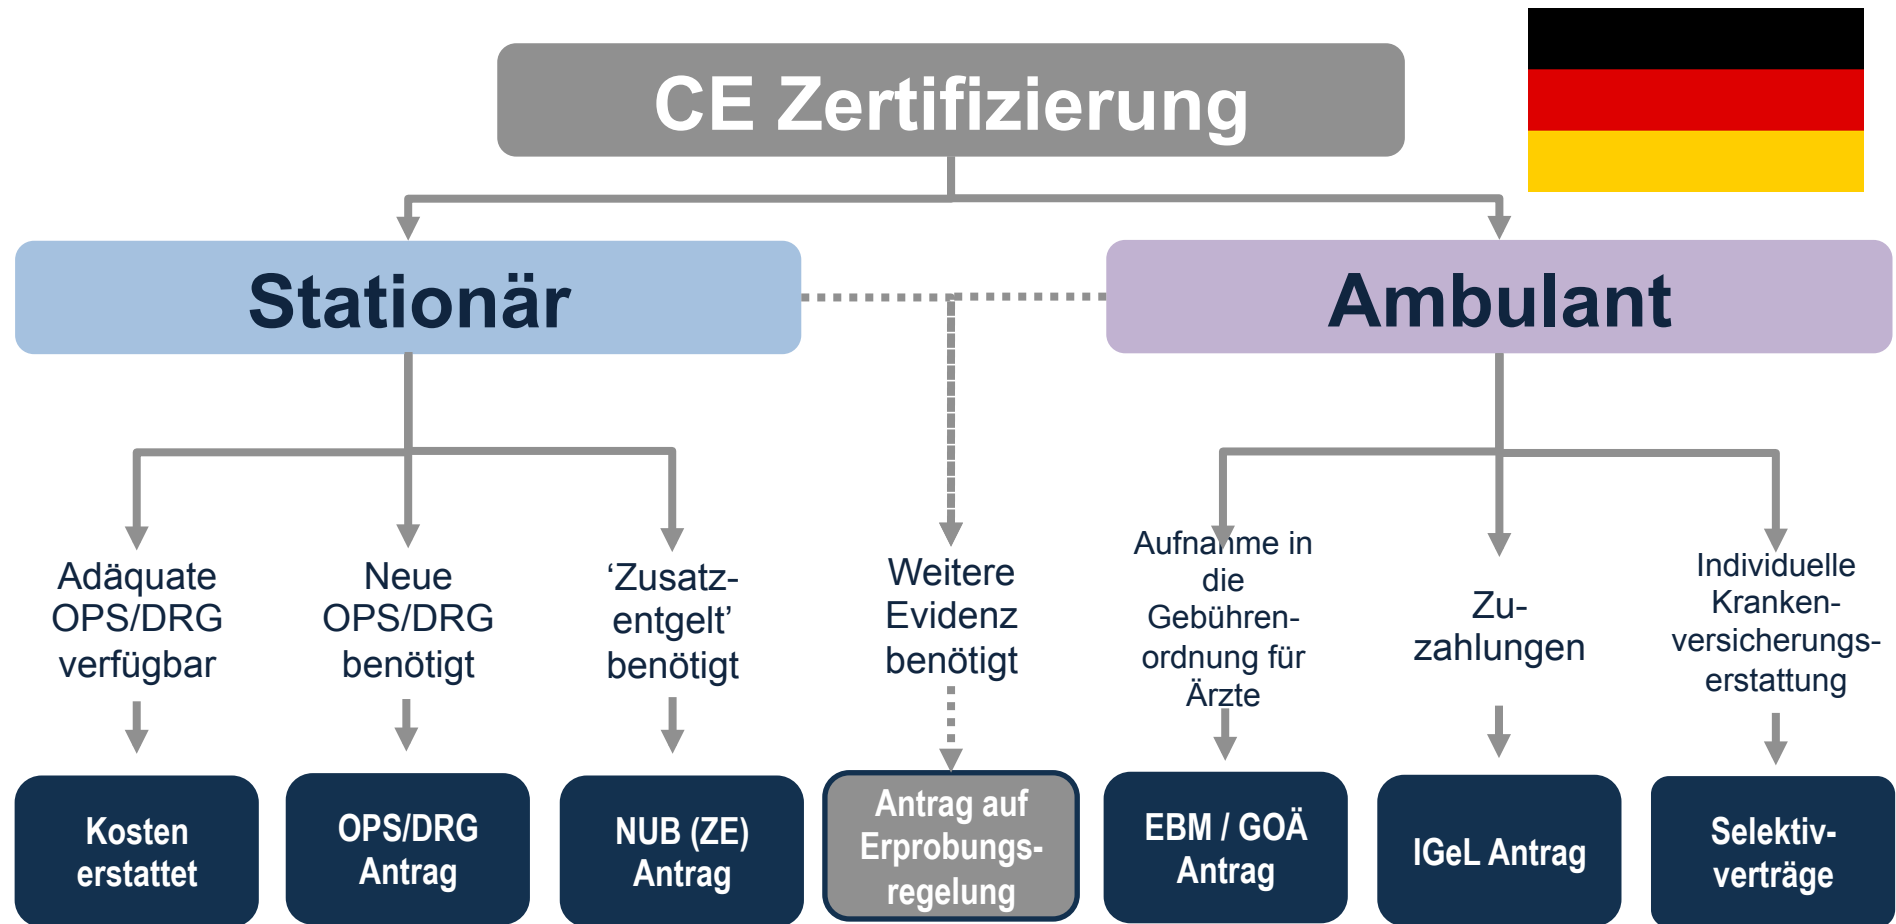 CE Zertifizierung
Stationär
Ambulant
Adäquate
OPS/DRG
verfügbar
Neue
OPS/DRG
benötigt
‘Zusatz-
entgelt’
benötigt
Weitere
Evidenz
benötigt
Aufnahme in
die
Gebühren-
ordnung für
Ärzte
Zu-
zahlungen
Individuelle
Kranken-
versicherungs-
erstattung
Kosten
erstattet
OPS/DRG
Antrag
NUB (ZE)
Antrag
Antrag auf
Erprobungs-
regelung
EBM / GOÄ
Antrag
IGeL Antrag
Selektiv-
verträge